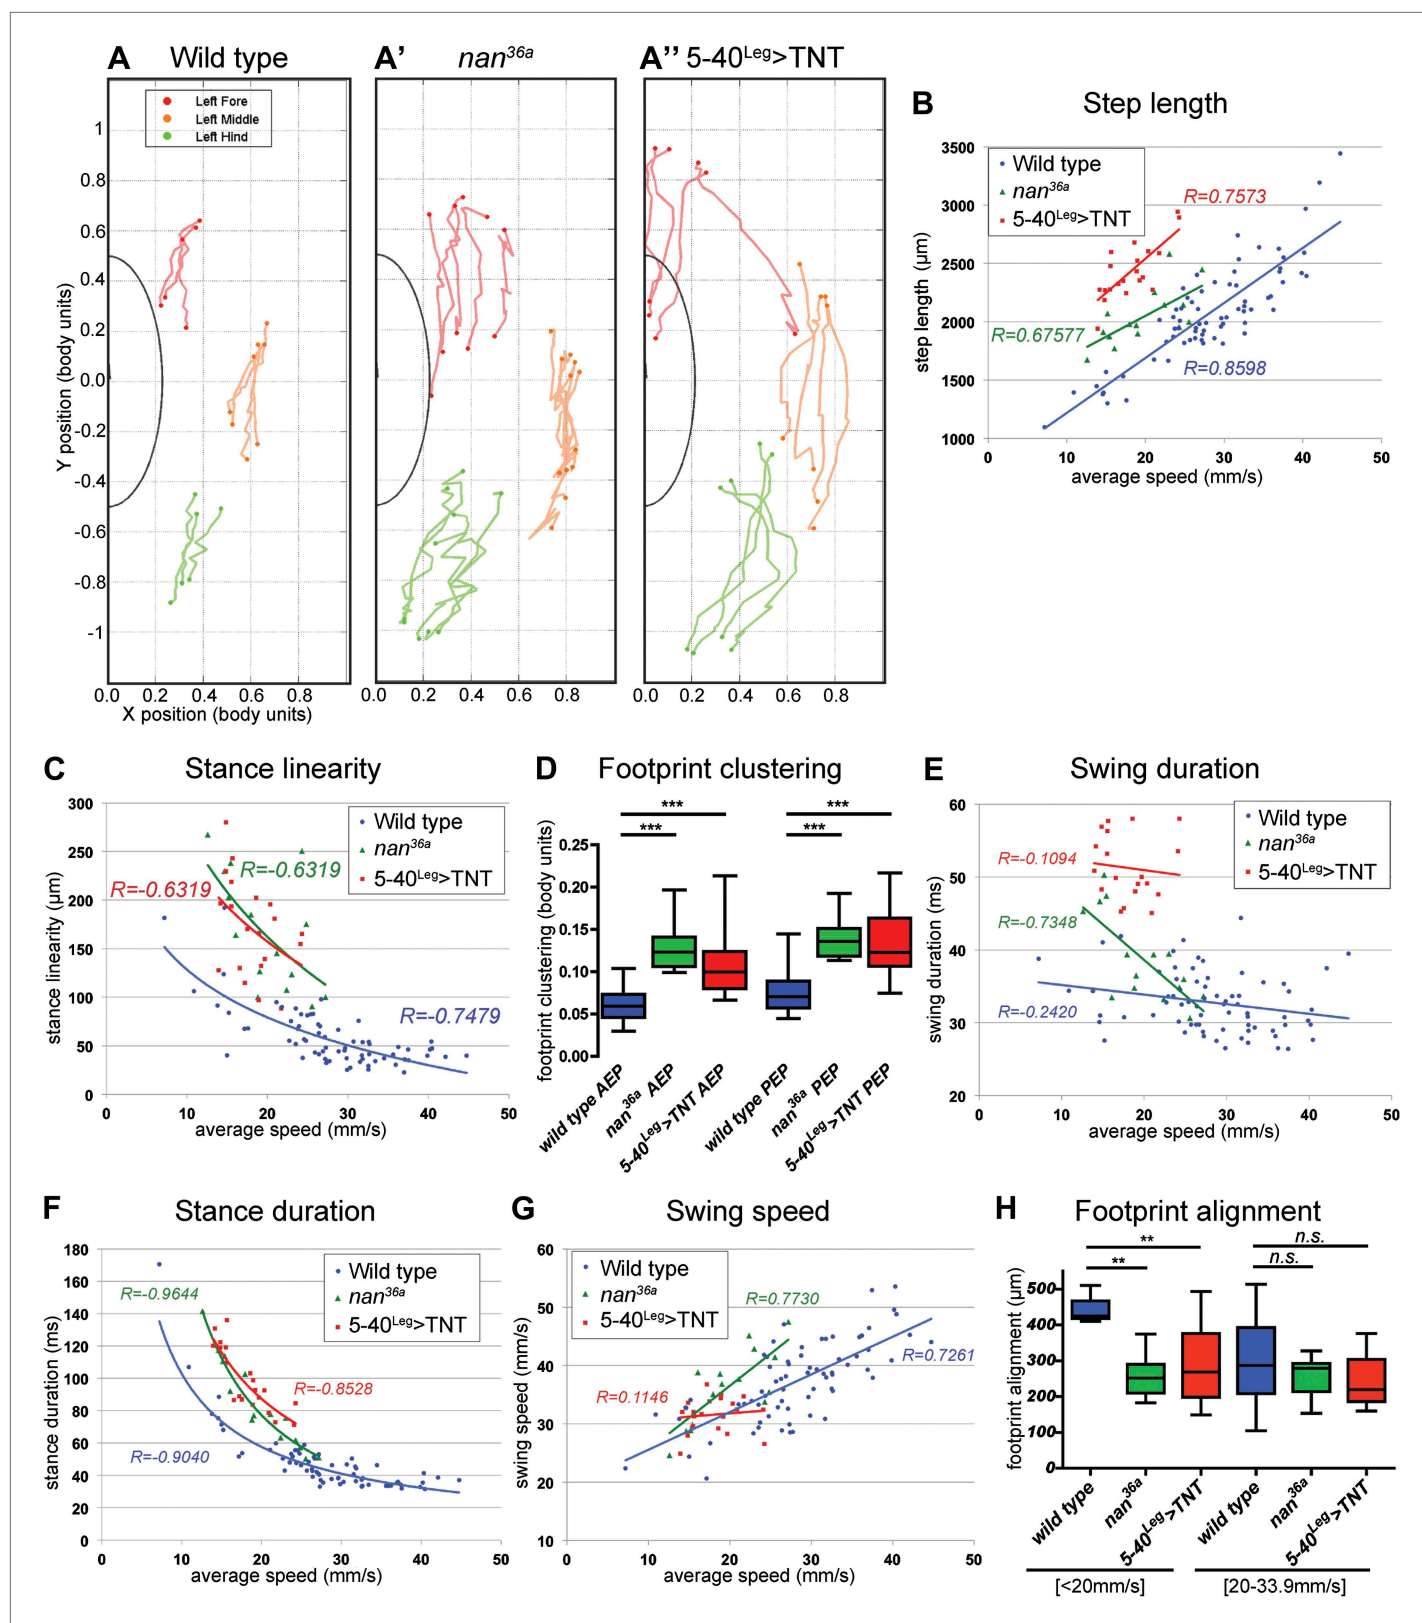 A Wild type
A' nan36a
A'' 5-40Leg>TNT
Left Fore
Left Middle
Left Hind
Y position (body units)
1
0.8
0.6
0.4
0.2
0.0
-0.2
-0.4
-0.6
-0.8
-1
0.0 0.2 0.4 0.6 0.8
0.0 0.2 0.4 0.6 0.8
0.0 0.2 0.4 0.6 0.8
X position (body units)
B Step length
Wild type
nan36a
5-40Leg>TNT
R=0.7573
R=0.67577
R=0.8598
step length (µm)
3500
3000
2500
2000
1500
1000
0 10 20 30 40 50
average speed (mm/s)
C Stance linearity
Wild type
nan36a
5-40Leg>TNT
R=-0.6319
R=-0.6319
R=-0.7479
stance linearity (µm)
300
250
200
150
100
50
0
0 10 20 30 40 50
average speed (mm/s)
D Footprint clustering
*** ***
*** ***
footprint clustering (body units)
0.25
0.20
0.15
0.10
0.05
0.00
wild type AEP
nan36a AEP
5-40Leg>TNT AEP
wild type PEP
nan36a PEP
5-40Leg>TNT PEP
E Swing duration
Wild type
nan36a
5-40Leg>TNT
R=-0.1094
R=-0.7348
R=-0.2420
swing duration (ms)
60
50
40
30
20
0 10 20 30 40 50
average speed (mm/s)
F Stance duration
Wild type
nan36a
5-40Leg>TNT
R=-0.9644
R=-0.8528
R=-0.9040
stance duration (ms)
180
160
140
120
100
80
60
40
20
0
0 10 20 30 40 50
average speed (mm/s)
G Swing speed
Wild type
nan36a
5-40Leg>TNT
R=0.7730
R=0.1146
R=0.7261
swing speed (mm/s)
60
50
40
30
20
10
0 10 20 30 40 50
average speed (mm/s)
H Footprint alignment
** n.s.
** n.s.
footprint alignment (µm)
500
400
300
200
100
0
wild type
nan36a
5-40Leg>TNT
wild type
nan36a
5-40Leg>TNT
[<20mm/s] [20-33.9mm/s]